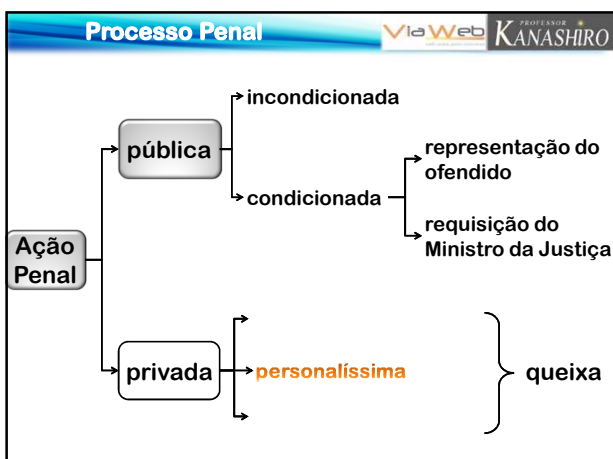 Processo Penal
ViaWeb
PROFESSOR
KANASHIRO
incondicionada
pública
representação do
ofendido
condicionada
requisição do
Ministro da Justiça
Ação
Penal
privada
personalíssima
queixa